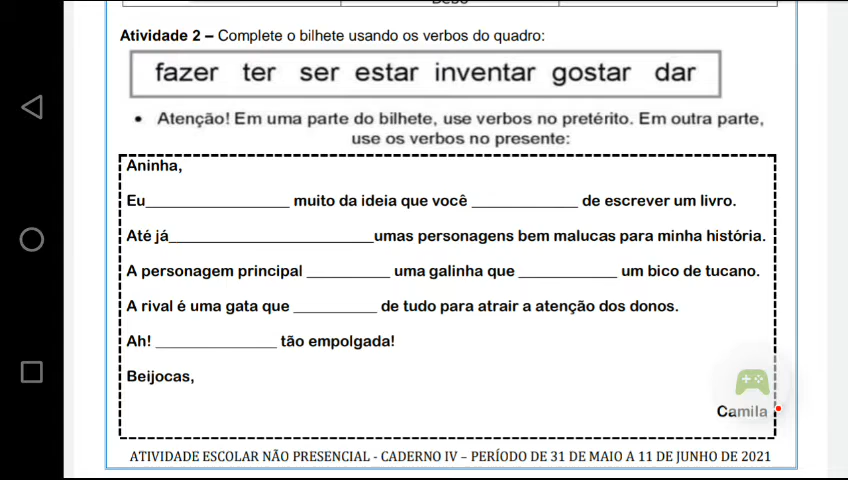 Atividade 2 – Complete o bilhete usando os verbos do quadro:
fazer ter ser estar inventar gostar dar
• Atenção! Em uma parte do bilhete, use verbos no pretérito. Em outra parte,
use os verbos no presente:
Aninha,
Eu_________________ muito da ideia que você _____________ de escrever um livro.
Até já_________________________umas personagens bem malucas para minha história.
A personagem principal __________ uma galinha que ____________ um bico de tucano.
A rival é uma gata que __________ de tudo para atrair a atenção dos donos.
Ah! _______________ tão empolgada!
Beijocas,
Camila
ATIVIDADE ESCOLAR NÃO PRESENCIAL - CADERNO IV – PERÍODO DE 31 DE MAIO A 11 DE JUNHO DE 2021